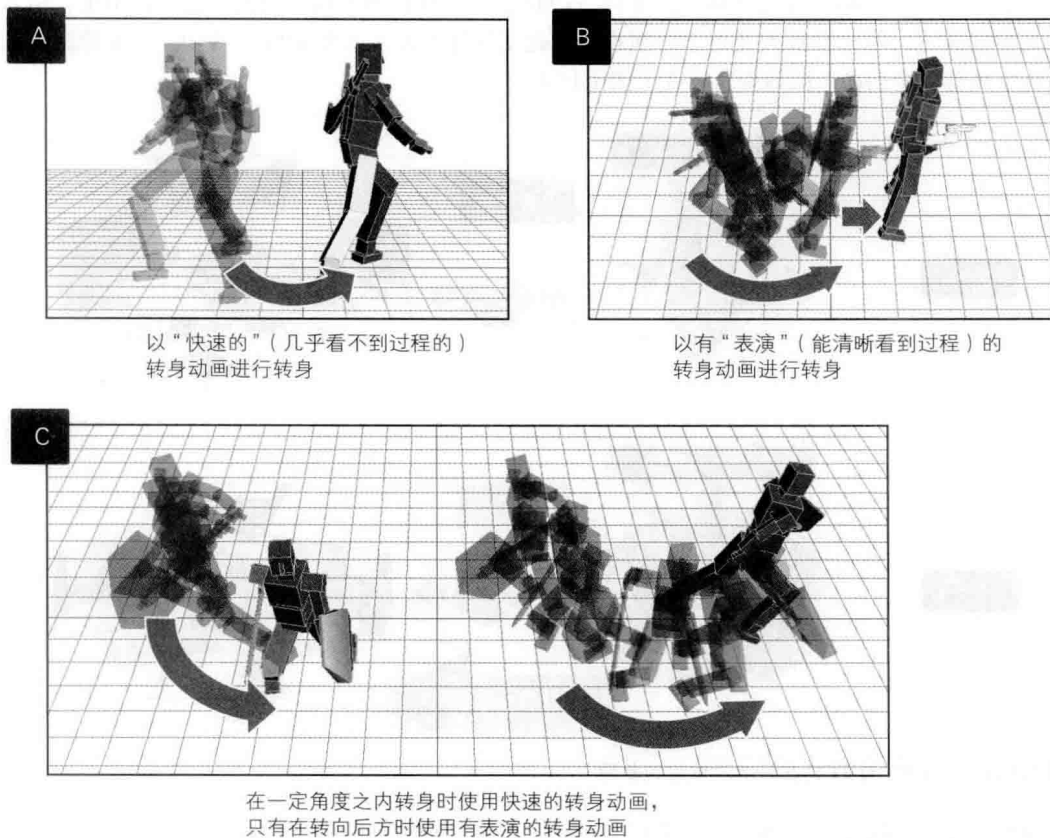 A
B
以“快速的”（几乎看不到过程的）
转身动画进行转身
以有“表演”（能清晰看到过程）的
转身动画进行转身
C
在一定角度之内转身时使用快速的转身动画，
只有在转向后方时使用有表演的转身动画